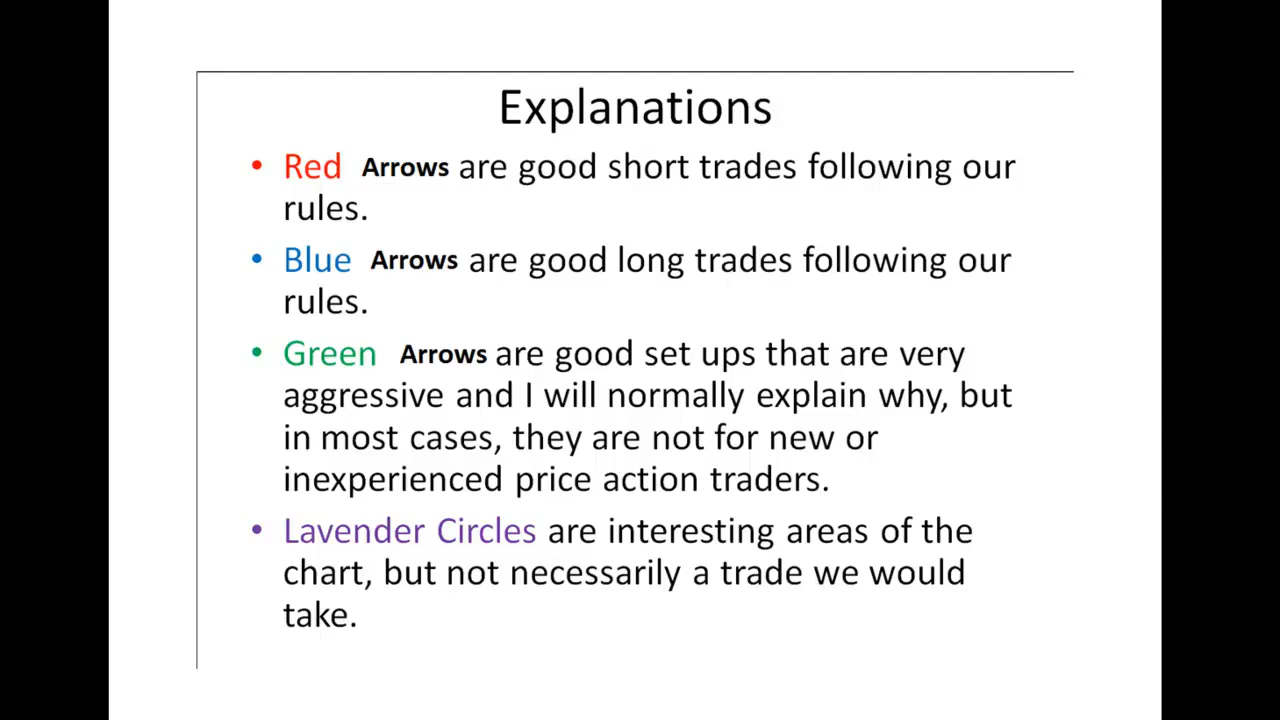 Explanations
• Red Arrows are good short trades following our
rules.
• Blue Arrows are good long trades following our
rules.
• Green Arrows are good set ups that are very
aggressive and I will normally explain why, but
in most cases, they are not for new or
inexperienced price action traders.
• Lavender Circles are interesting areas of the
chart, but not necessarily a trade we would
take.